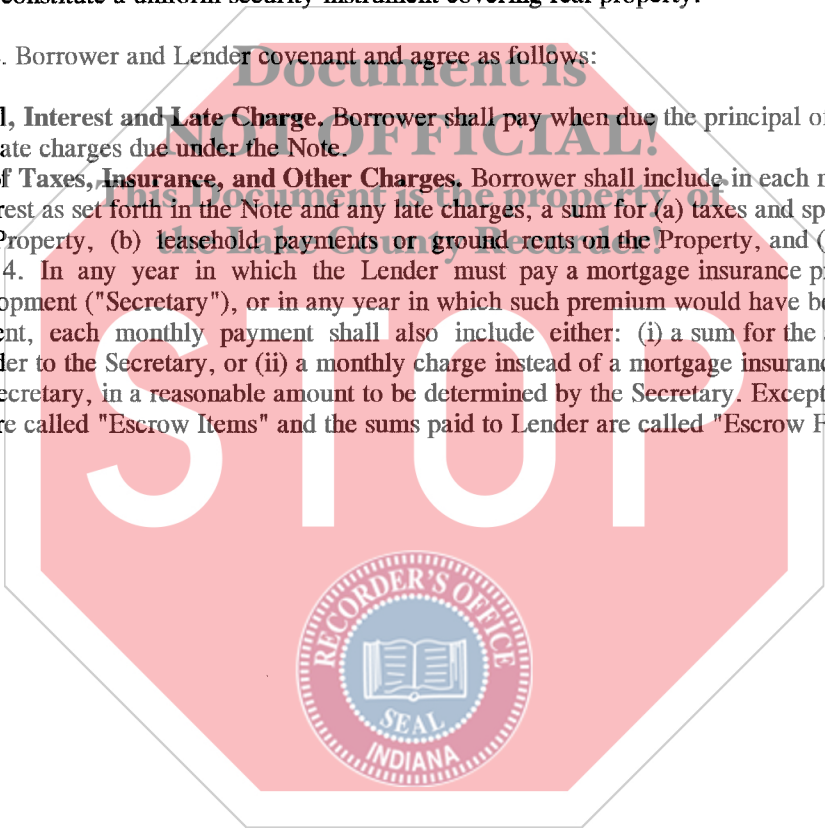 constitute a uniform security instrument covering real property.
. Borrower and Lender covenant and agree as follows:
Document is
l, Interest and Late Charge. Borrower shall pay when due the principal of
NOT OFFICIAL!
ate charges due under the Note.
f Taxes, Insurance, and Other Charges. Borrower shall include in each m
This Document is the property of
rest as set forth in the Note and any late charges, a sum for (a) taxes and sp
the Lake County Recorder!
Property, (b) leasehold payments or ground rents on the Property, and (
4. In any year in which the Lender must pay a mortgage insurance p
opment ("Secretary"), or in any year in which such premium would have be
ent, each monthly payment shall also include either: (i) a sum for the
der to the Secretary, or (ii) a monthly charge instead of a mortgage insuran
ecretary, in a reasonable amount to be determined by the Secretary. Except
re called "Escrow Items" and the sums paid to Lender are called "Escrow F
STOP
RECORDER'S OFFICE
SEAL
INDIANA